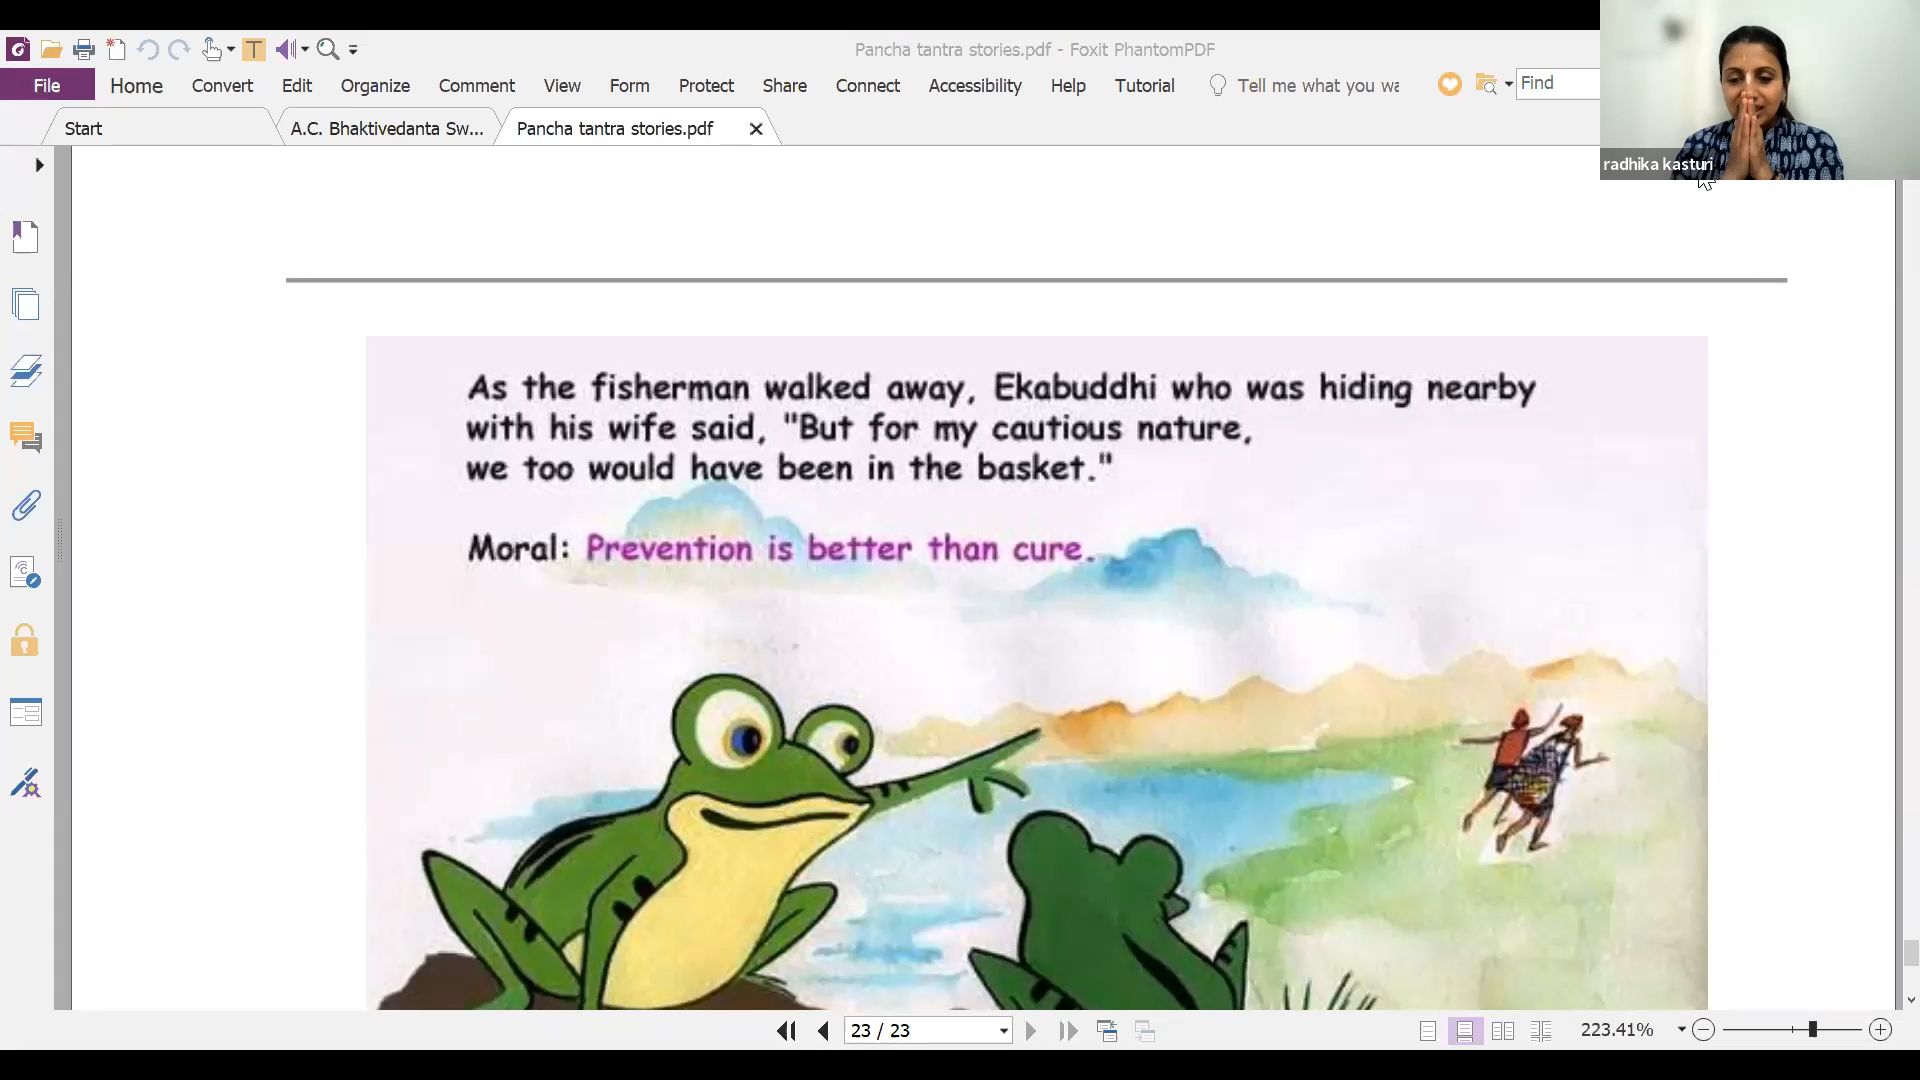 Pancha tantra stories.pdf - Foxit PhantomPDF
File Home Convert Edit Organize Comment View Form Protect Share Connect Accessibility Help Tutorial Tell me what you wa Find
Start A.C. Bhaktivedanta Sw... Pancha tantra stories.pdf
radhika kasturi
As the fisherman walked away, Ekabuddhi who was hiding nearby
with his wife said, "But for my cautious nature,
we too would have been in the basket."
Moral: Prevention is better than cure.
23 / 23 223.41%